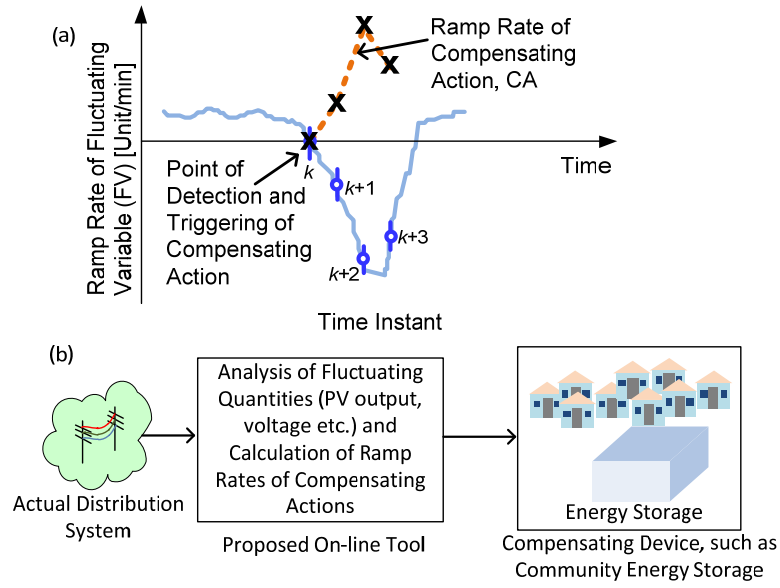 (a)
Ramp Rate of Fluctuating
Variable (FV) [Unit/min]
Ramp Rate of
Compensating
Action, CA
Time
Point of
Detection and
Triggering of
Compensating
Action
k
k+1
k+2
k+3
Time Instant
(b)
Actual Distribution
System
Analysis of Fluctuating
Quantities (PV output,
voltage etc.) and
Calculation of Ramp
Rates of Compensating
Actions
Proposed On-line Tool
Energy Storage
Compensating Device, such as
Community Energy Storage